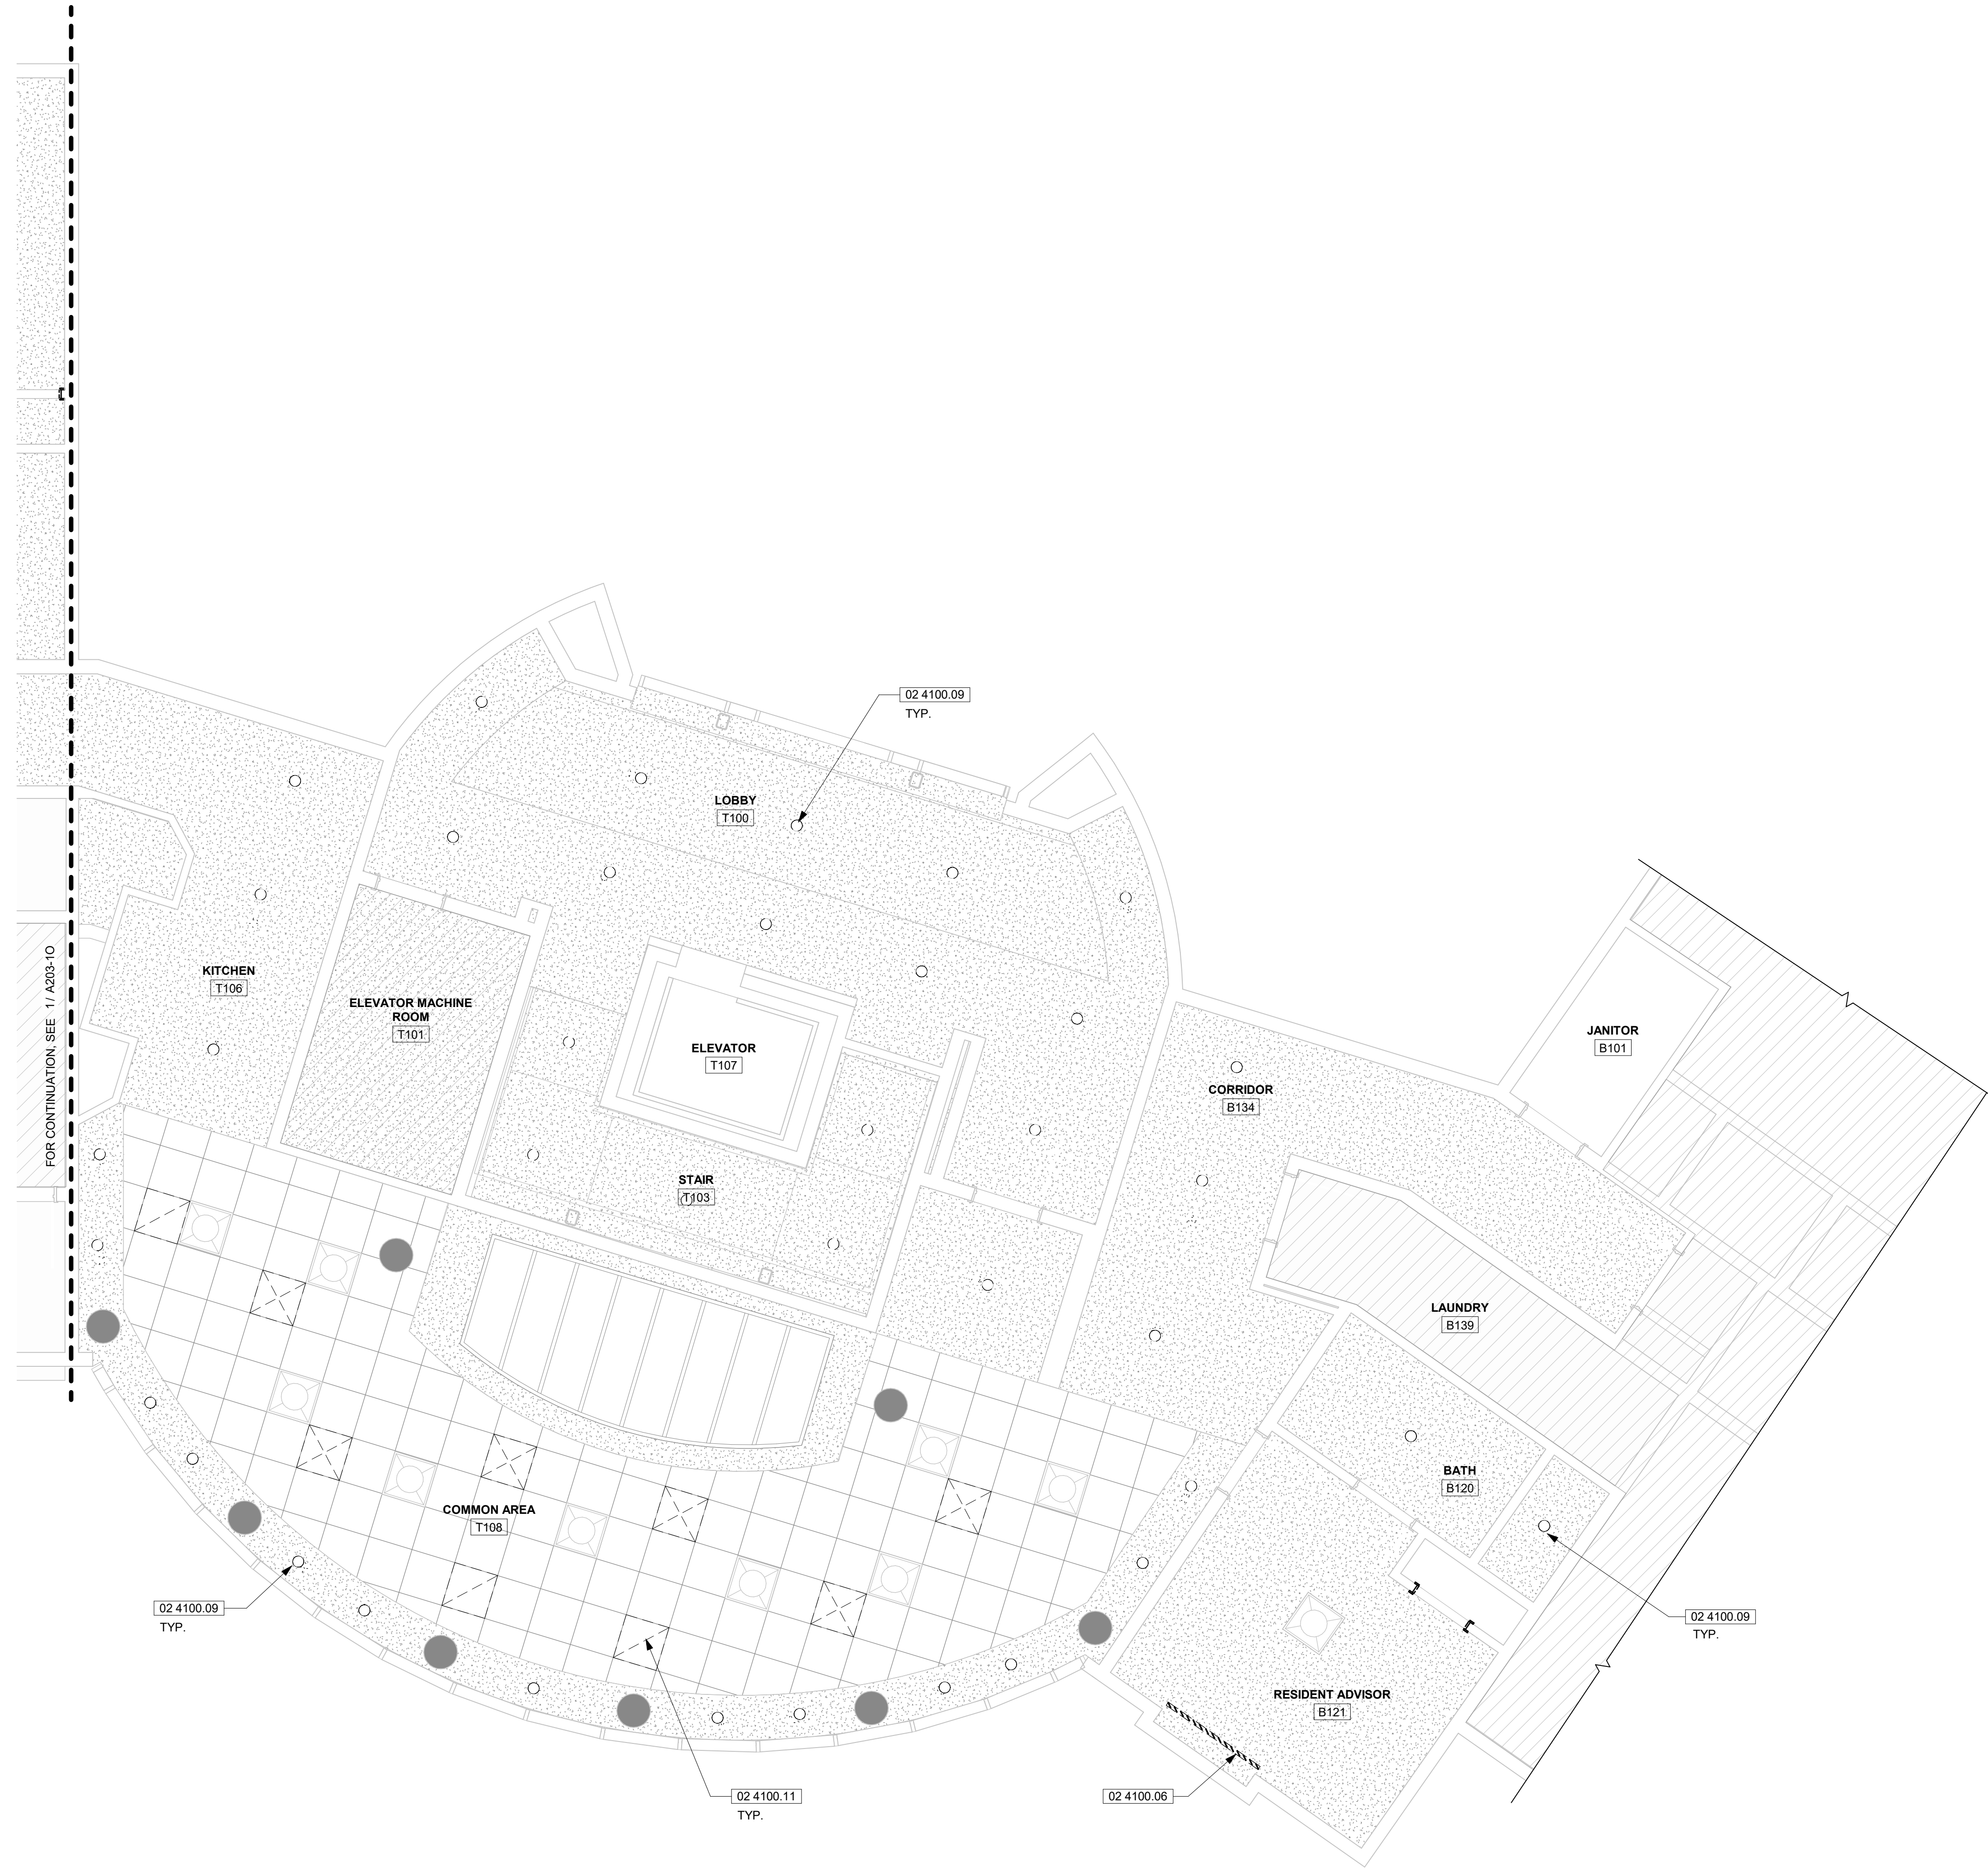 02 4100.09
TYP.
LOBBY
T100
FOR CONTINUATION, SEE 1 / A203-1O
KITCHEN
T106
ELEVATOR MACHINE
ROOM
T101
ELEVATOR
T107
JANITOR
B101
CORRIDOR
B134
STAIR
T103
LAUNDRY
B139
BATH
B120
COMMON AREA
T108
02 4100.09
TYP.
02 4100.09
TYP.
RESIDENT ADVISOR
B121
02 4100.11
TYP.
02 4100.06